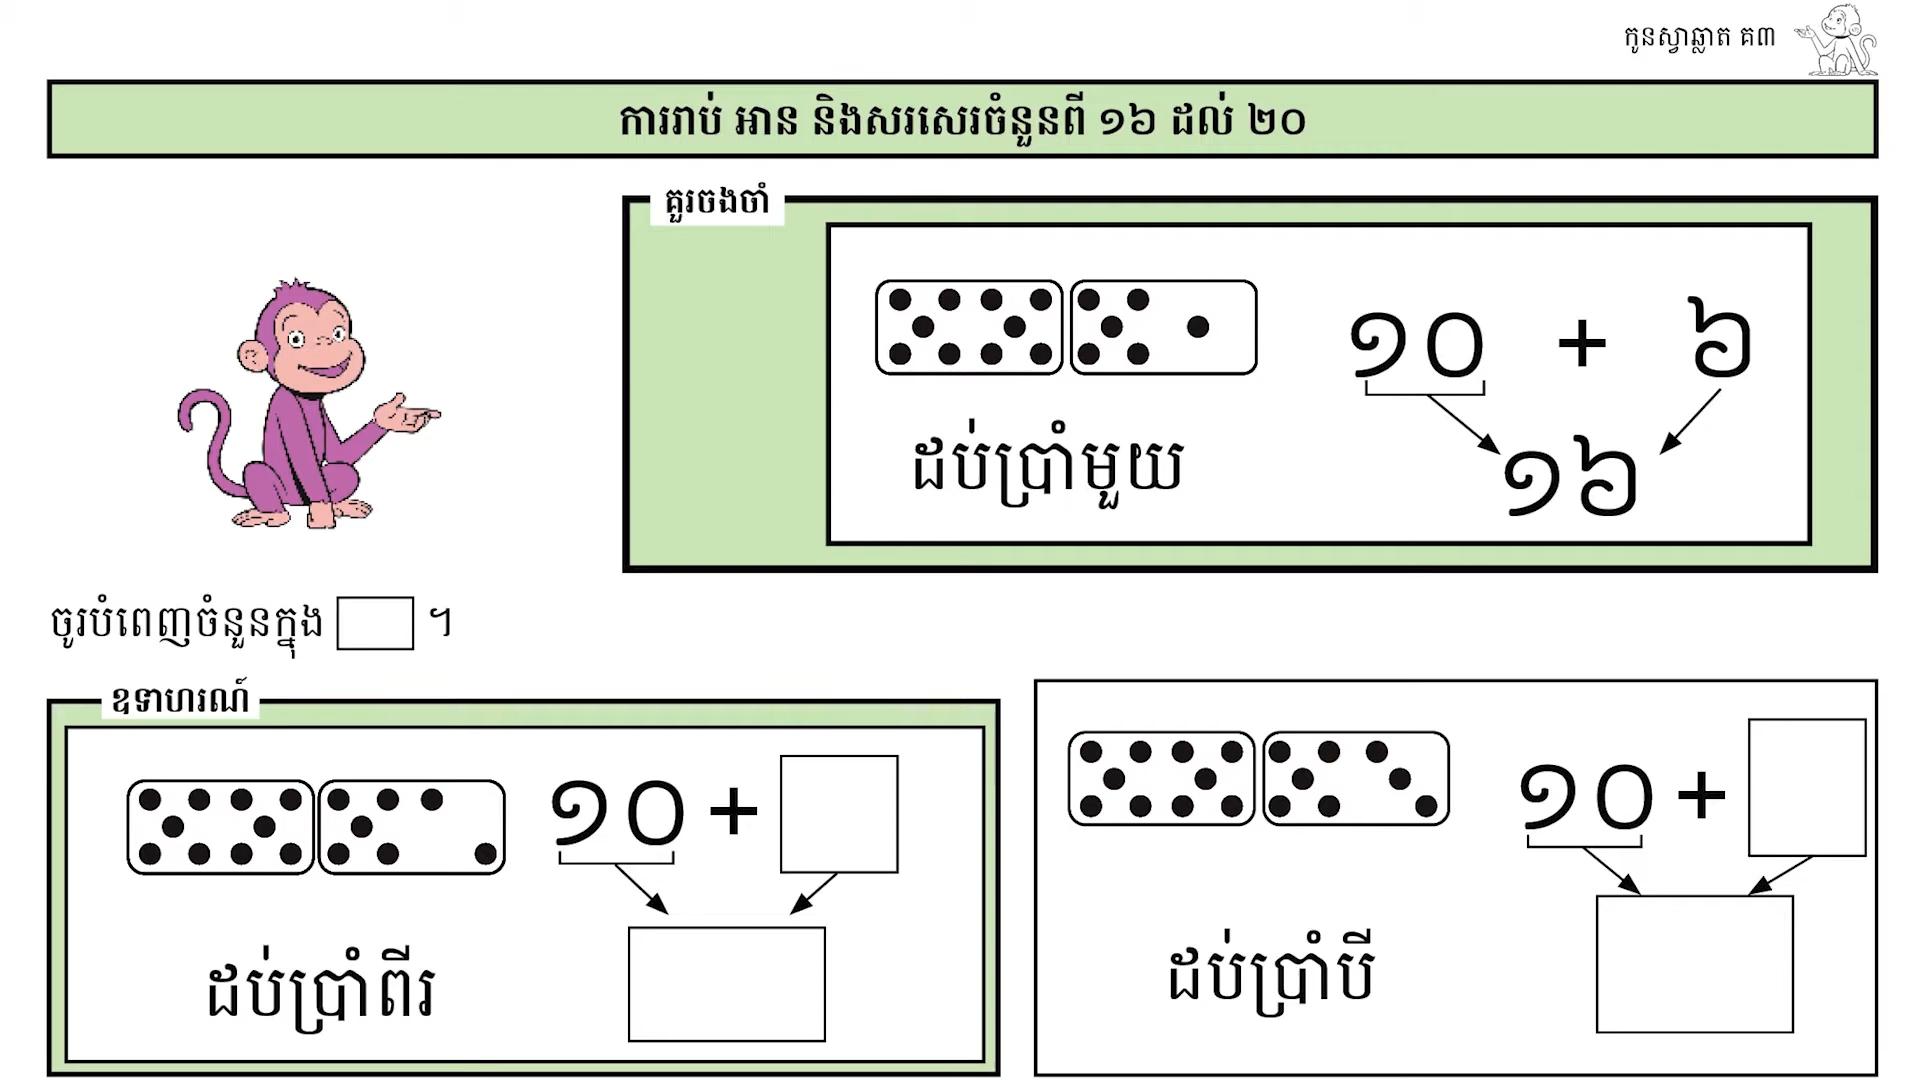 កូនស្វាឆ្លាត គ៣
ការរាប់ អាន និងសរសេរចំនួនពី ១៦ ដល់ ២០
គួរចងចាំ
១០ + ៦
ដប់ប្រាំមួយ
១៦
ចូរបំពេញចំនួនក្នុង ។
ឧទាហរណ៍
១០ +
ដប់ប្រាំពីរ
១០ +
ដប់ប្រាំបី